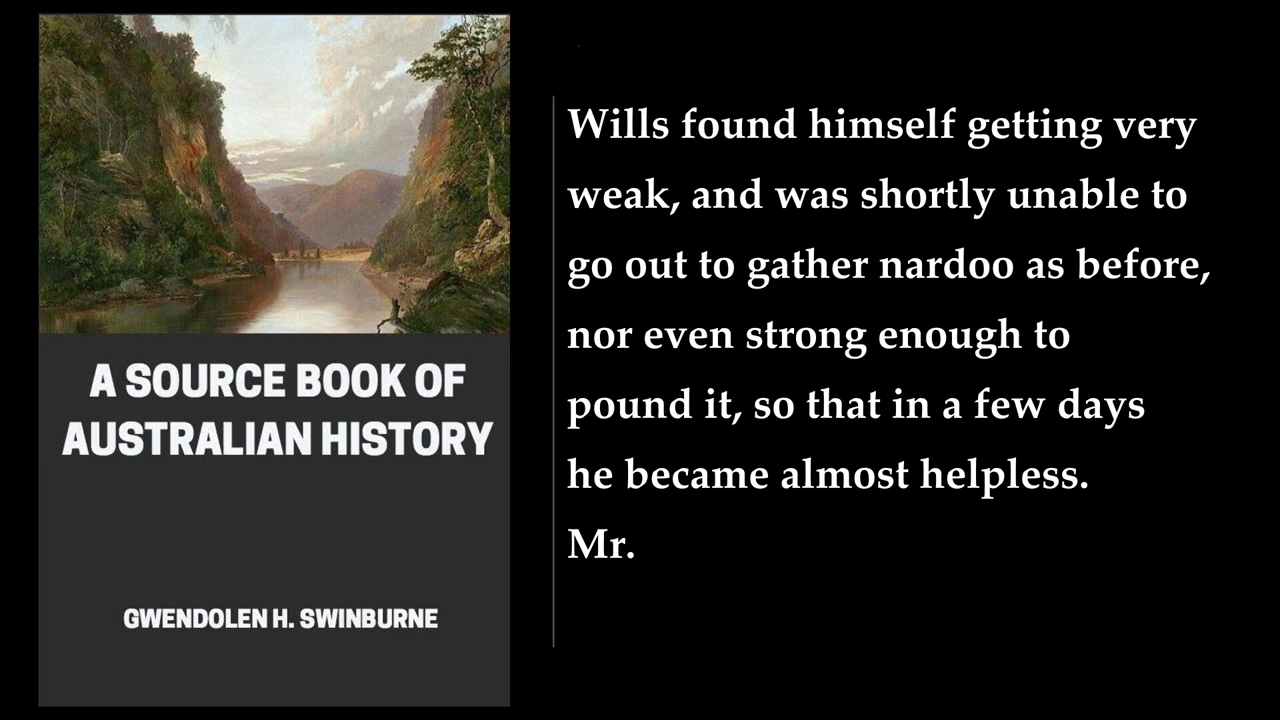 A SOURCE BOOK OF
AUSTRALIAN HISTORY
GWENDOLEN H. SWINBURNE
Wills found himself getting very
weak, and was shortly unable to
go out to gather nardoo as before,
nor even strong enough to
pound it, so that in a few days
he became almost helpless.
Mr.